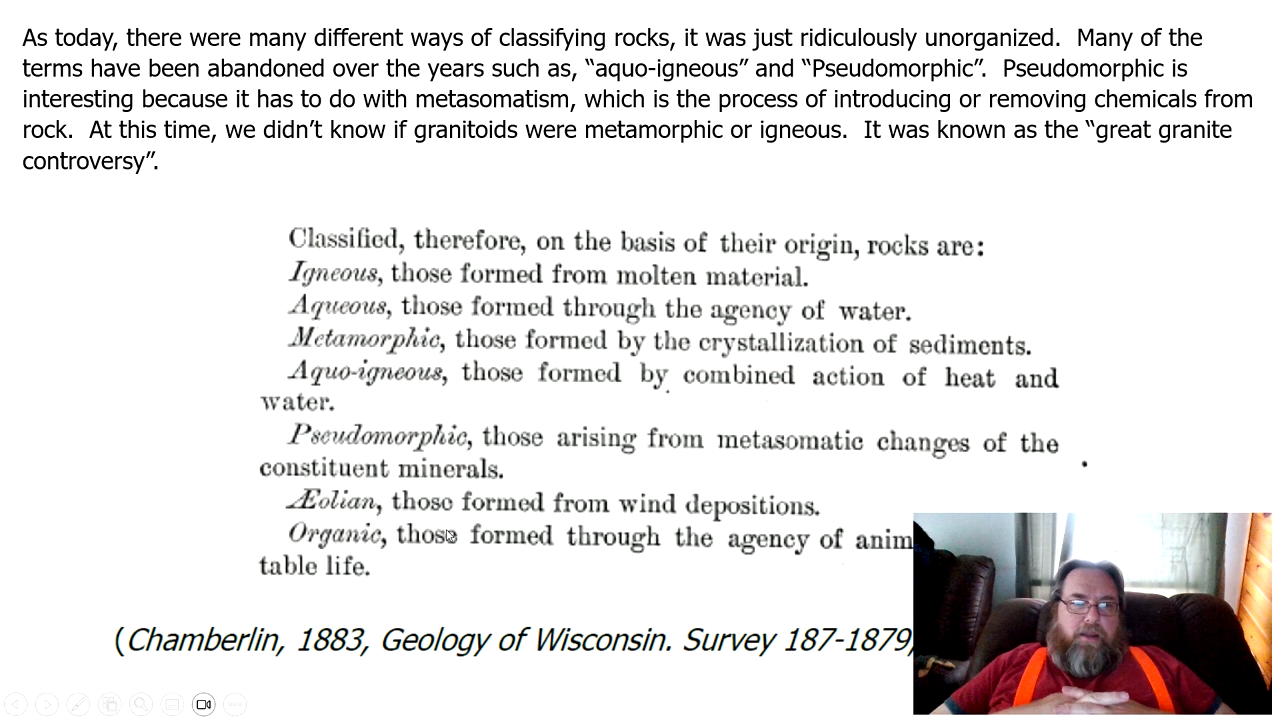 As today, there were many different ways of classifying rocks, it was just ridiculously unorganized.  Many of the
terms have been abandoned over the years such as, “aquo-igneous” and “Pseudomorphic”.  Pseudomorphic is
interesting because it has to do with metasomatism, which is the process of introducing or removing chemicals from
rock.  At this time, we didn’t know if granitoids were metamorphic or igneous.  It was known as the “great granite
controversy”.
Classified, therefore, on the basis of their origin, rocks are:
Igneous, those formed from molten material.
Aqueous, those formed through the agency of water.
Metamorphic, those formed by the crystallization of sediments.
Aquo-igneous, those formed by combined action of heat and
water.
Pseudomorphic, those arising from metasomatic changes of the
constituent minerals.
Æolian, those formed from wind depositions.
Organic, those formed through the agency of anim
table life.
(Chamberlin, 1883, Geology of Wisconsin. Survey 187-1879,